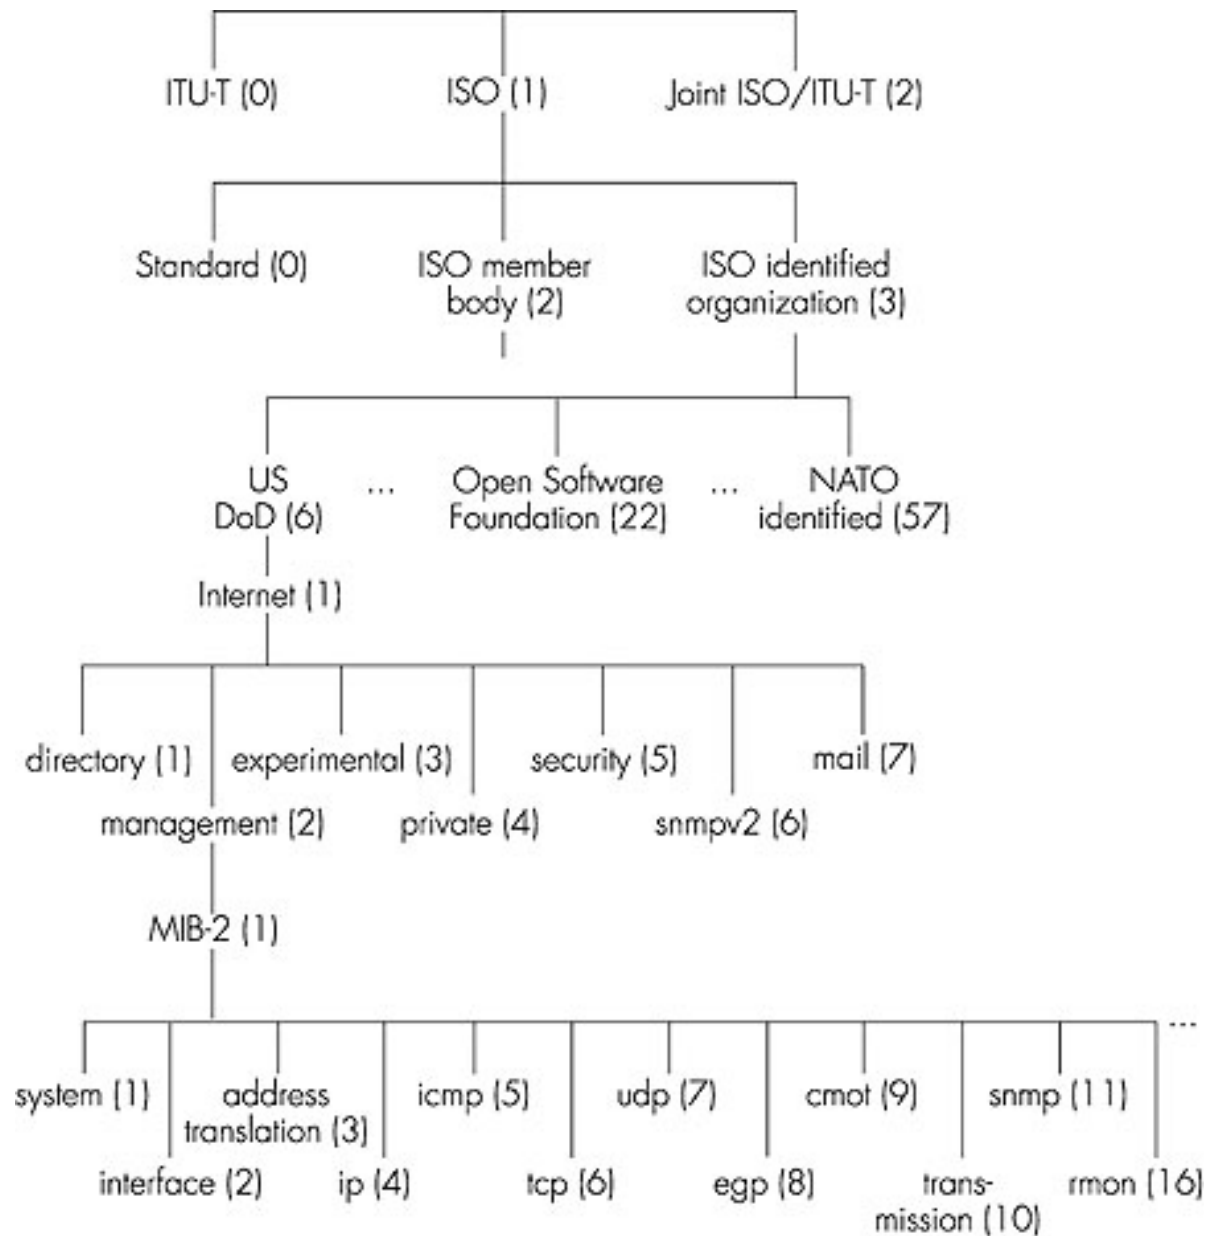 ITU-T (0)
ISO (1)
Joint ISO/ITU-T (2)
Standard (0)
ISO member
body (2)
ISO identified
organization (3)
US
DoD (6)
...
Open Software
Foundation (22)
...
NATO
identified (57)
Internet (1)
directory (1)
experimental (3)
security (5)
mail (7)
management (2)
private (4)
snmpv2 (6)
MIB-2 (1)
...
system (1)
address
translation (3)
icmp (5)
udp (7)
cmot (9)
snmp (11)
interface (2)
ip (4)
tcp (6)
egp (8)
trans-
mission (10)
rmon (16)